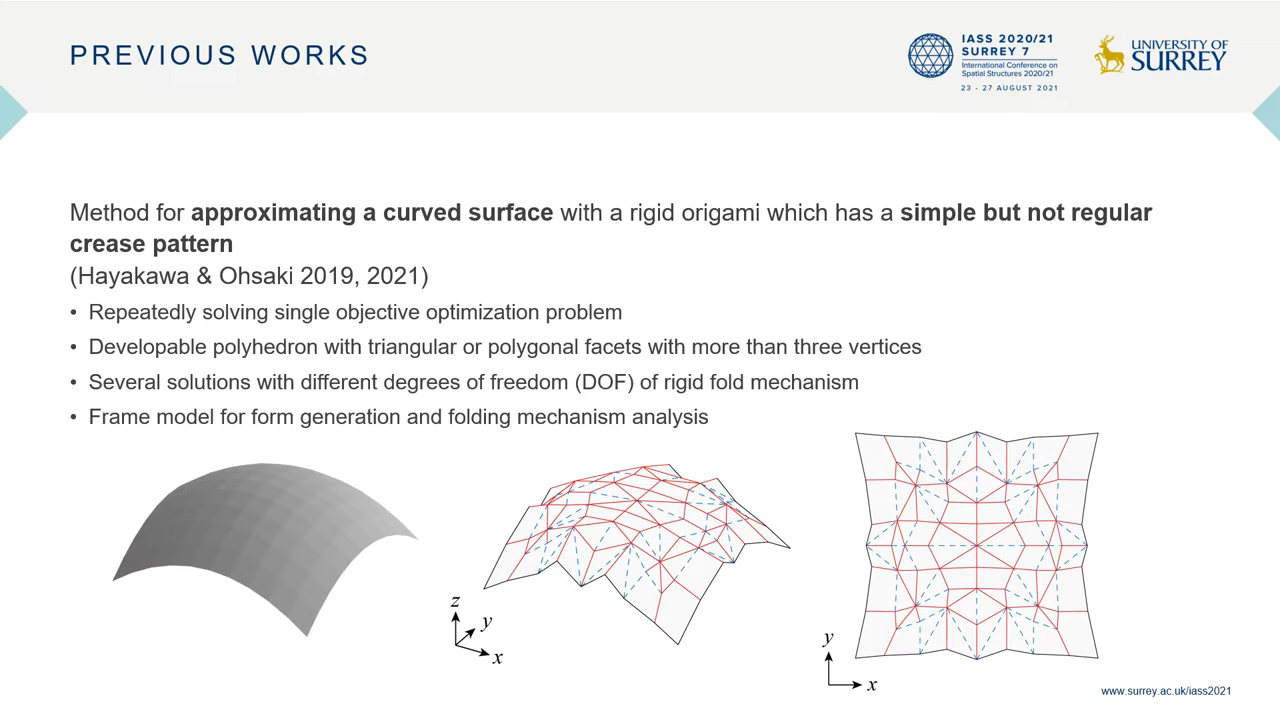 PREVIOUS WORKS
IASS 2020/21
SURREY 7
International Conference on
Spatial Structures 2020/21
23 - 27 AUGUST 2021
UNIVERSITY OF
SURREY
Method for approximating a curved surface with a rigid origami which has a simple but not regular
crease pattern
(Hayakawa & Ohsaki 2019, 2021)
• Repeatedly solving single objective optimization problem
• Developable polyhedron with triangular or polygonal facets with more than three vertices
• Several solutions with different degrees of freedom (DOF) of rigid fold mechanism
• Frame model for form generation and folding mechanism analysis
z
y
x
y
x
www.surrey.ac.uk/iass2021